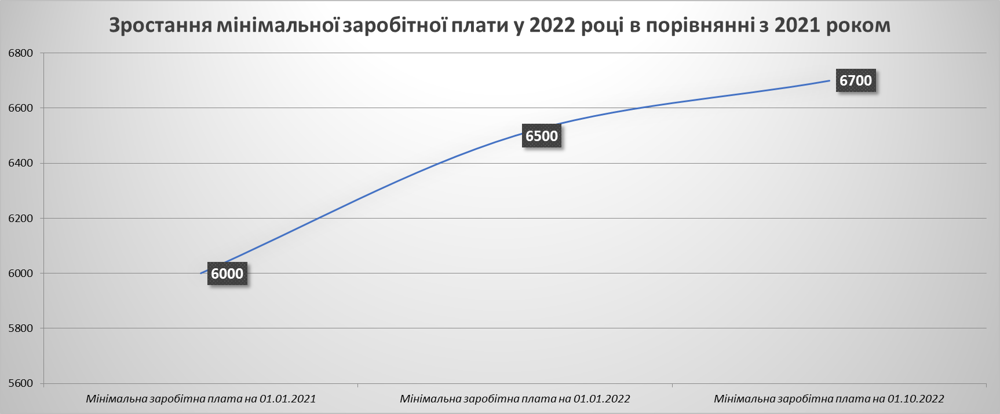 Зростання мінімальної заробітної плати у 2022 році в порівнянні з 2021 роком
6800
6700
6600
6500
6400
6200
6000
6000
5800
5600
Мінімальна заробітна плата на 01.01.2021
Мінімальна заробітна плата на 01.01.2022
Мінімальна заробітна плата на 01.10.2022